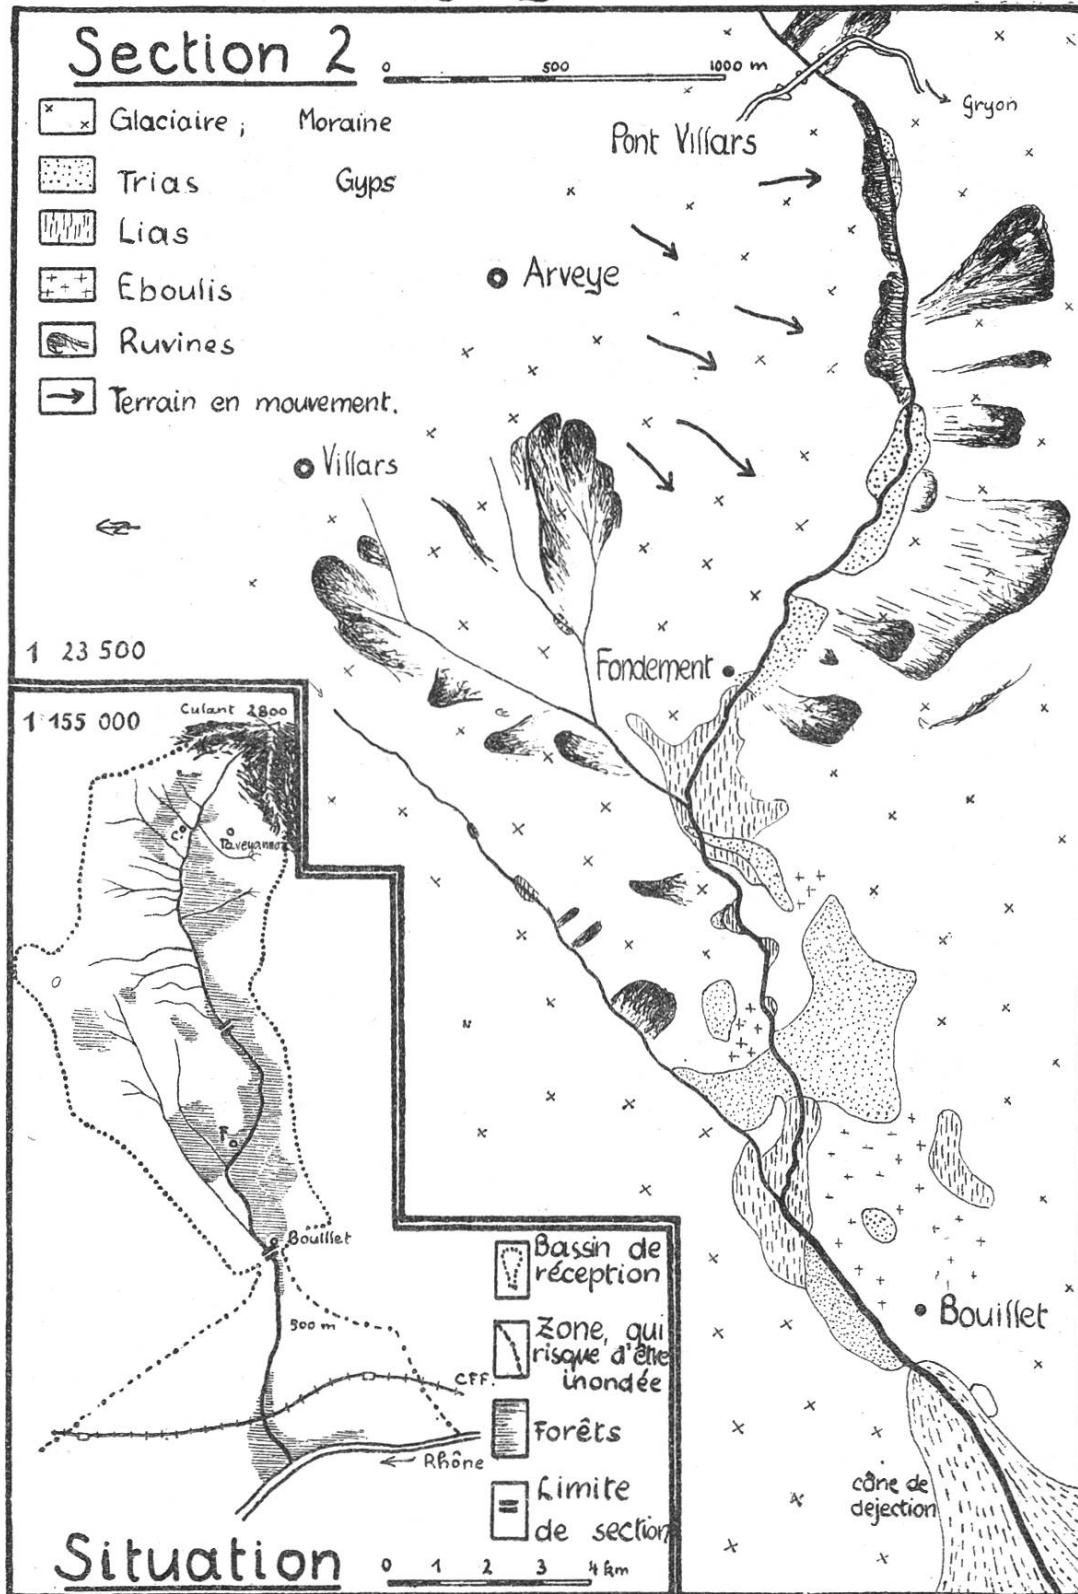 Section 2
0 500 1000 m
Glaciaire ; Moraine
Trias Gyps
Lias
Eboulis
Ruvines
Terrain en mouvement.
Pont Villars
Gryon
Arveye
Villars
1 23 500
Fondement
Bouillet
cône de
dejection
1 155 000
Culant 2800
C.
Taveyannaz
F.
Bouillet
500 m
CFF.
Rhône
Bassin de
réception
Zone, qui
risque d'être
inondée
Forêts
Limite
de section
Situation
0 1 2 3 4 km